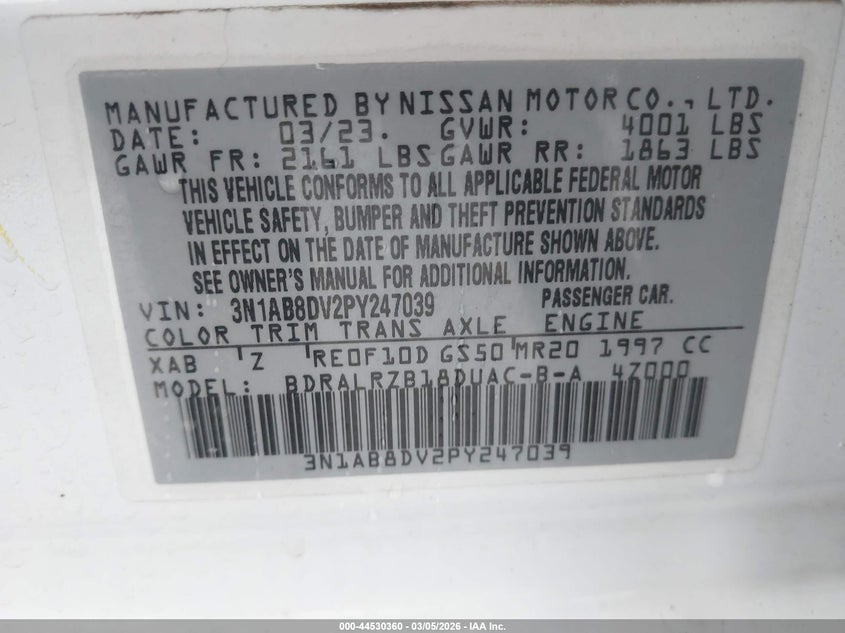 MANUFACTURED BY NISSAN MOTOR CO., LTD.
DATE: 03/23. GVWR: 4001 LBS
GAWR FR: 2161 LBS GAWR RR: 1863 LBS
THIS VEHICLE CONFORMS TO ALL APPLICABLE FEDERAL MOTOR
VEHICLE SAFETY, BUMPER AND THEFT PREVENTION STANDARDS
IN EFFECT ON THE DATE OF MANUFACTURE SHOWN ABOVE.
SEE OWNER'S MANUAL FOR ADDITIONAL INFORMATION.
VIN: 3N1AB8DV2PY247039 PASSENGER CAR.
COLOR TRIM TRANS AXLE ENGINE
XAB Z RE0F10D GS50 MR20 1997 CC
MODEL: BDRALRZB18DUAC-B-A 4Z000
3N1AB8DV2PY247039
000-44530360 - 03/05/2026 - IAA Inc.